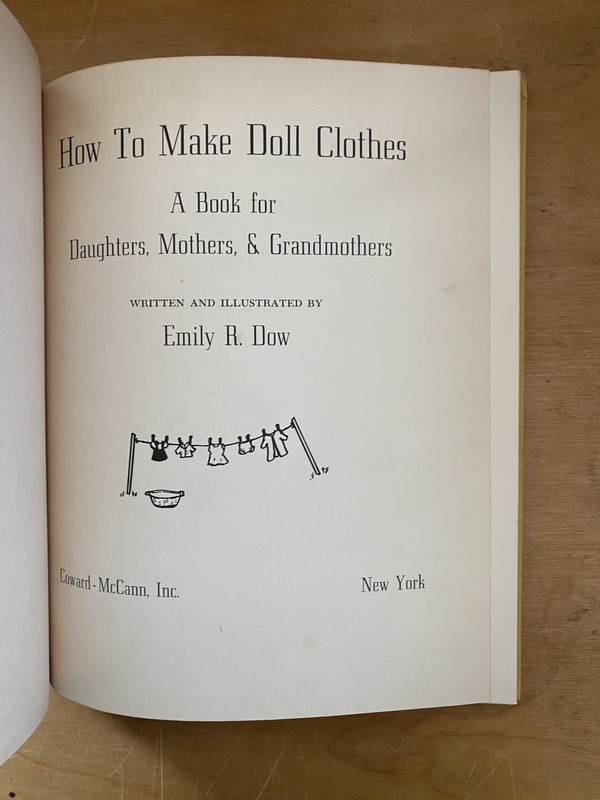 How To Make Doll Clothes
A Book for
Daughters, Mothers, & Grandmothers
WRITTEN AND ILLUSTRATED BY
Emily R. Dow
Coward-McCann, Inc.
New York